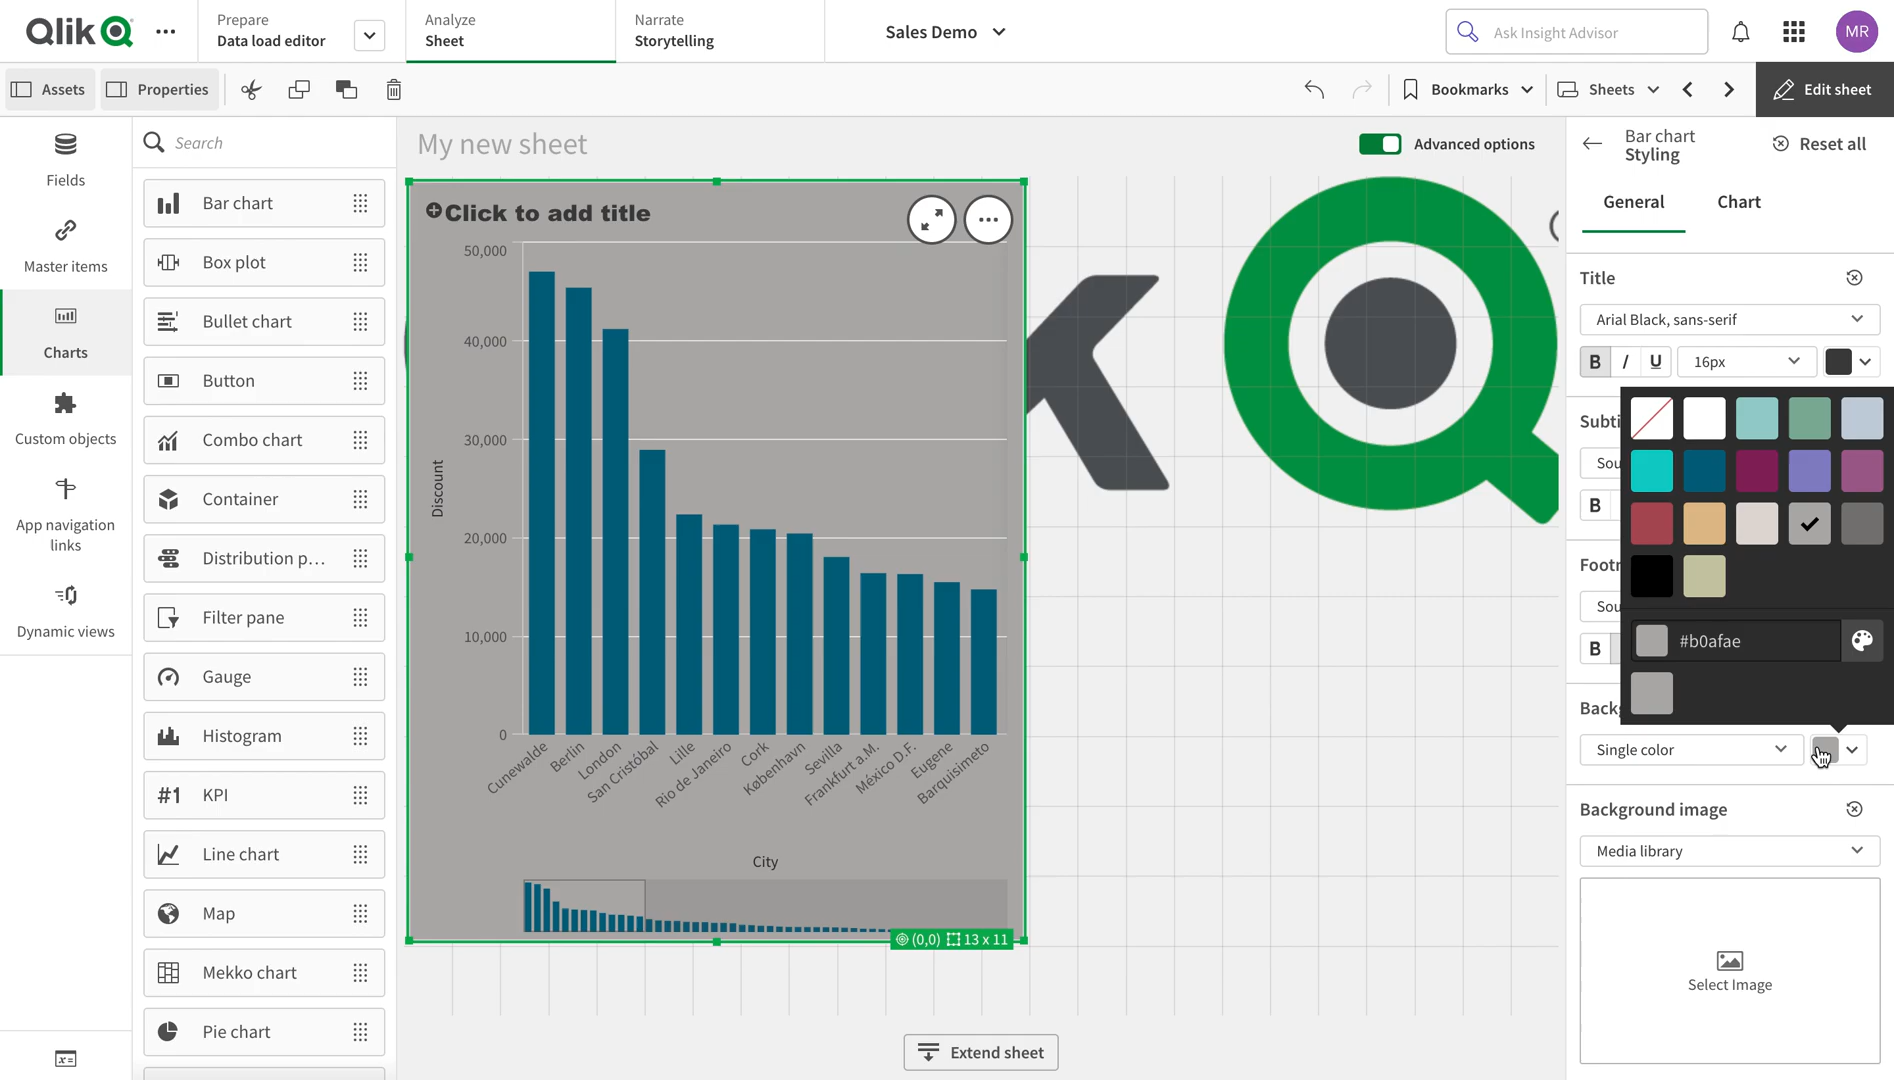 Qlik
Prepare
Data load editor
Analyze
Sheet
Narrate
Storytelling
Sales Demo
Ask Insight Advisor
MR
Assets
Properties
Bookmarks
Sheets
Edit sheet
Fields
Master items
Charts
Custom objects
App navigation
links
Dynamic views
Search
Bar chart
Box plot
Bullet chart
Button
Combo chart
Container
Distribution p...
Filter pane
Gauge
Histogram
#1 KPI
Line chart
Map
Mekko chart
Pie chart
My new sheet
Advanced options
Click to add title
50,000
40,000
30,000
20,000
10,000
0
Discount
Cunewalde
Berlin
London
San Cristóbal
Lille
Rio de Janeiro
Cork
København
Sevilla
Frankfurt a.M.
México D.F.
Eugene
Barquisimeto
City
(0,0) 13 x 11
Extend sheet
Bar chart
Styling
Reset all
General
Chart
Title
Arial Black, sans-serif
B I U 16px
Subti
Sou
B
Footn
Sou
B
#b0afae
Backg
Single color
Background image
Media library
Select Image